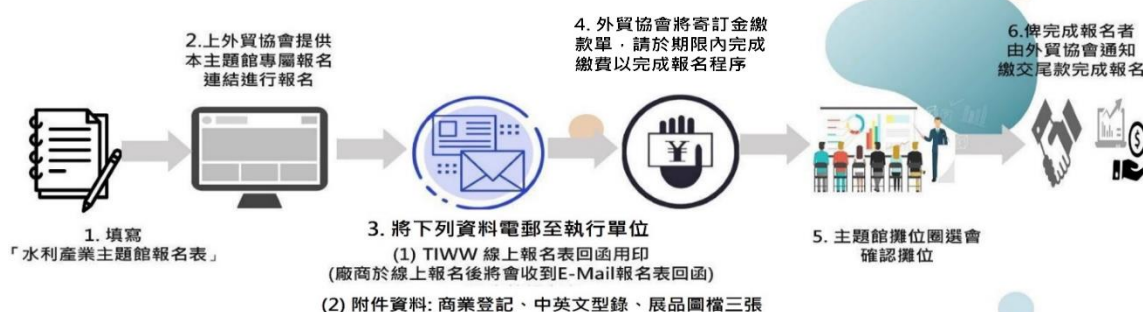 1. 填寫
「水利產業主題館報名表」
2.上外貿協會提供
本主題館專屬報名
連結進行報名
3. 將下列資料電郵至執行單位
(1) TIWW 線上報名表回函用印
(廠商於線上報名後將會收到E-Mail報名表回函)
(2) 附件資料: 商業登記、中英文型錄、展品圖檔三張
4. 外貿協會將寄訂金繳
款單，請於期限內完成
繳費以完成報名程序
¥
5. 主題館攤位圈選會
確認攤位
6.俾完成報名者
由外貿協會通知
繳交尾款完成報名
$